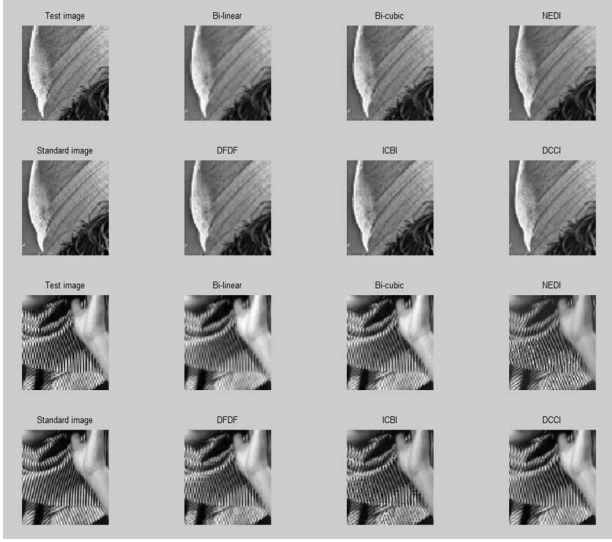 Test image Bi-linear Bi-cubic NEDI
Standard image DFDF ICBI DCCI
Test image Bi-linear Bi-cubic NEDI
Standard image DFDF ICBI DCCI